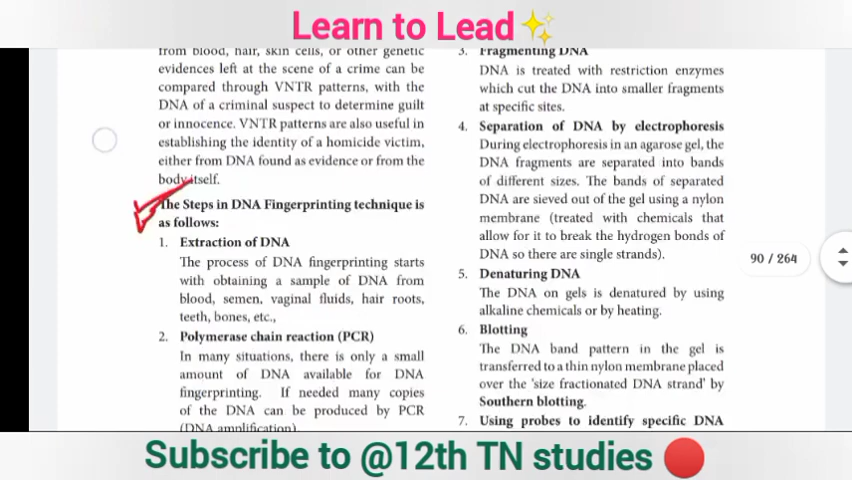 Learn to Lead✨
from blood, hair, skin cells, or other genetic
evidences left at the scene of a crime can be
compared through VNTR patterns, with the
DNA of a criminal suspect to determine guilt
or innocence. VNTR patterns are also useful in
establishing the identity of a homicide victim,
either from DNA found as evidence or from the
body itself.
The Steps in DNA Fingerprinting technique is
as follows:
1. Extraction of DNA
The process of DNA fingerprinting starts
with obtaining a sample of DNA from
blood, semen, vaginal fluids, hair roots,
teeth, bones, etc.,
2. Polymerase chain reaction (PCR)
In many situations, there is only a small
amount of DNA available for DNA
fingerprinting. If needed many copies
of the DNA can be produced by PCR
(DNA amplification).
3. Fragmenting DNA
DNA is treated with restriction enzymes
which cut the DNA into smaller fragments
at specific sites.
4. Separation of DNA by electrophoresis
During electrophoresis in an agarose gel, the
DNA fragments are separated into bands
of different sizes. The bands of separated
DNA are sieved out of the gel using a nylon
membrane (treated with chemicals that
allow for it to break the hydrogen bonds of
DNA so there are single strands).
5. Denaturing DNA
The DNA on gels is denatured by using
alkaline chemicals or by heating.
6. Blotting
The DNA band pattern in the gel is
transferred to a thin nylon membrane placed
over the 'size fractionated DNA strand' by
Southern blotting.
7. Using probes to identify specific DNA
90 / 264
Subscribe to @12th TN studies 🔴